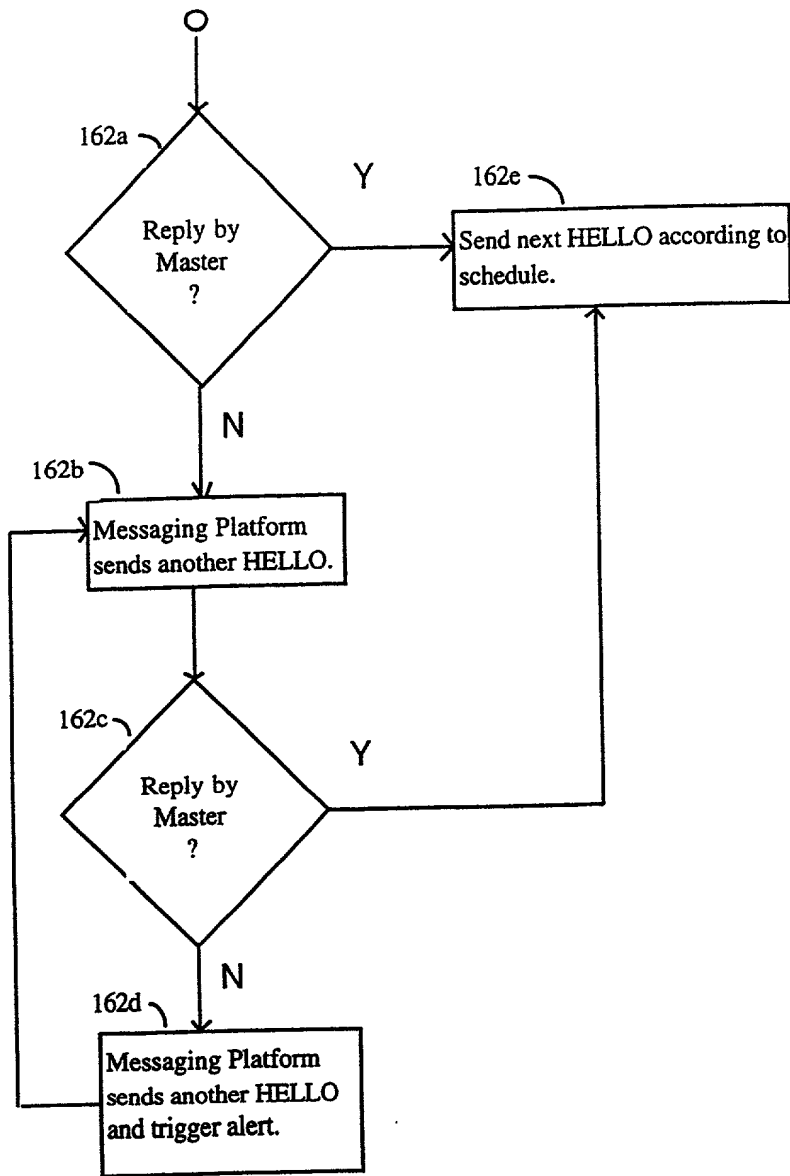 O
162a
Reply by
Master
?
Y
162e
Send next HELLO according to
schedule.
N
162b
Messaging Platform
sends another HELLO.
162c
Reply by
Master
?
Y
N
162d
Messaging Platform
sends another HELLO
and trigger alert.